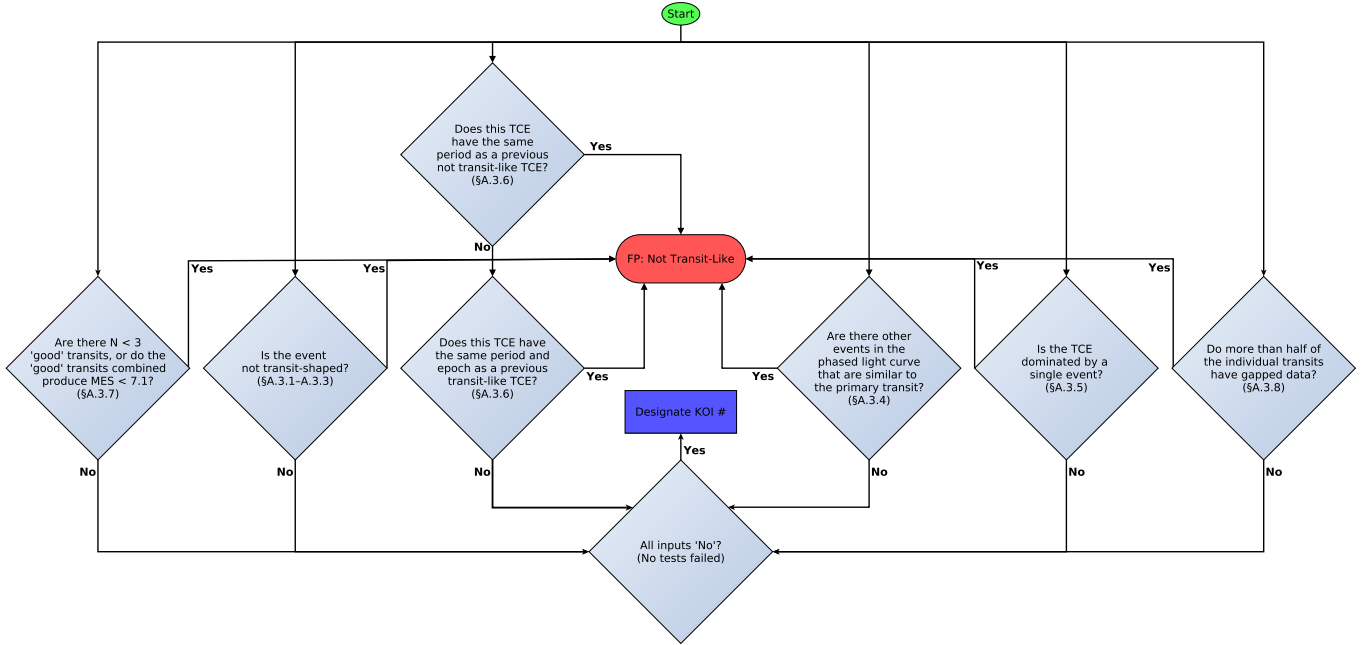 Start
Does this TCE
have the same
period as a previous
not transit-like TCE?
(§A.3.6)
Yes
No
FP: Not Transit-Like
Yes
Yes
Yes
Yes
Are there N < 3
'good' transits, or do the
'good' transits combined
produce MES < 7.1?
(§A.3.7)
Is the event
not transit-shaped?
(§A.3.1–A.3.3)
Does this TCE have
the same period and
epoch as a previous
transit-like TCE?
(§A.3.6)
Yes
Yes
Are there other
events in the
phased light curve
that are similar to
the primary transit?
(§A.3.4)
Is the TCE
dominated by a
single event?
(§A.3.5)
Do more than half of
the individual transits
have gapped data?
(§A.3.8)
Designate KOI #
Yes
No
No
No
No
No
No
All inputs 'No'?
(No tests failed)